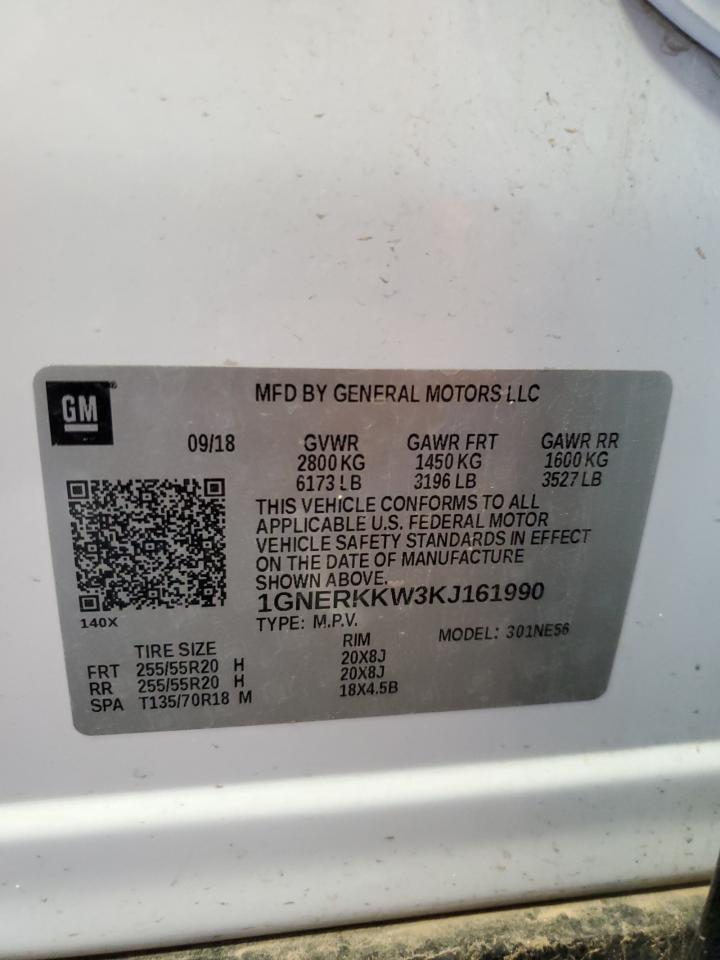 GM
MFD BY GENERAL MOTORS LLC
09/18 GVWR GAWR FRT GAWR RR
2800 KG 1450 KG 1600 KG
6173 LB 3196 LB 3527 LB
THIS VEHICLE CONFORMS TO ALL
APPLICABLE U.S. FEDERAL MOTOR
VEHICLE SAFETY STANDARDS IN EFFECT
ON THE DATE OF MANUFACTURE
SHOWN ABOVE.
1GNERKKW3KJ161990
140X
TYPE: M.P.V. MODEL: 301NE56
TIRE SIZE RIM
FRT 255/55R20 H 20X8J
RR 255/55R20 H 20X8J
SPA T135/70R18 M 18X4.5B